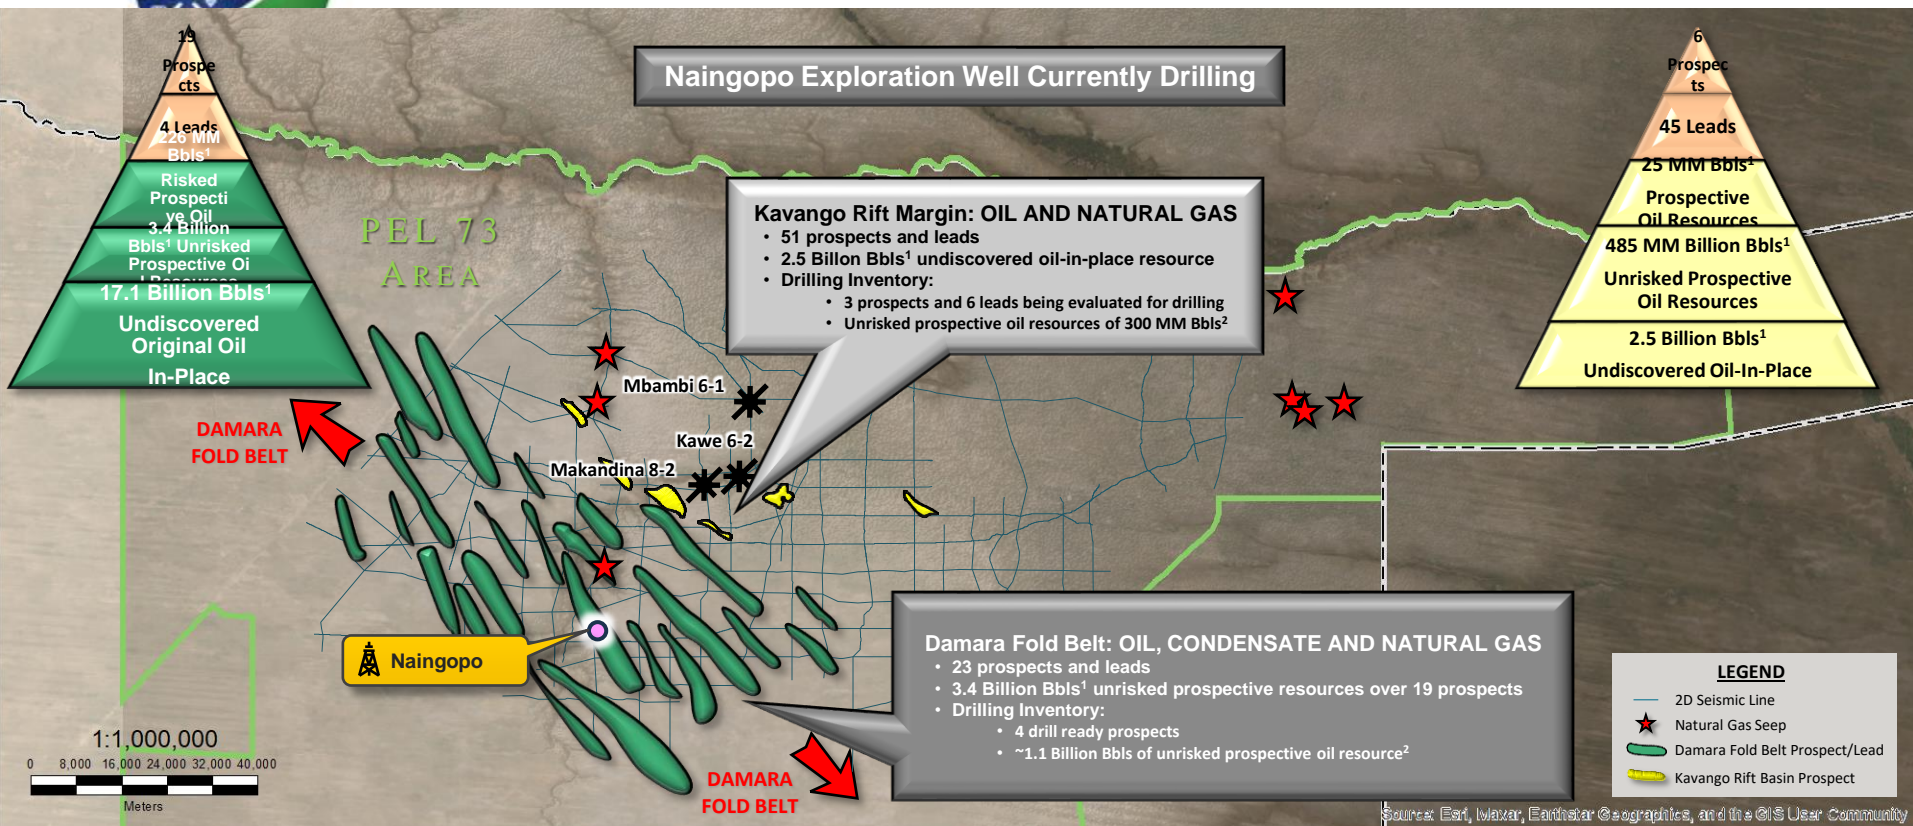 Naingopo Exploration Well Currently Drilling
19
Prospe
cts
4 Leads
226 MM
Bbls¹
Risked
Prospecti
ve Oil
3.4 Billion
Bbls¹ Unrisked
Prospective Oi
l Resources
17.1 Billion Bbls¹
Undiscovered
Original Oil
In-Place
6
Prospec
ts
45 Leads
25 MM Bbls¹
Prospective
Oil Resources
485 MM Billion Bbls¹
Unrisked Prospective
Oil Resources
2.5 Billion Bbls¹
Undiscovered Oil-In-Place
PEL 73
AREA
Kavango Rift Margin: OIL AND NATURAL GAS
• 51 prospects and leads
• 2.5 Billon Bbls¹ undiscovered oil-in-place resource
• Drilling Inventory:
• 3 prospects and 6 leads being evaluated for drilling
• Unrisked prospective oil resources of 300 MM Bbls²
Mbambi 6-1
Kawe 6-2
Makandina 8-2
DAMARA
FOLD BELT
Naingopo
Damara Fold Belt: OIL, CONDENSATE AND NATURAL GAS
• 23 prospects and leads
• 3.4 Billion Bbls¹ unrisked prospective resources over 19 prospects
• Drilling Inventory:
• 4 drill ready prospects
• ~1.1 Billion Bbls of unrisked prospective oil resource²
DAMARA
FOLD BELT
1:1,000,000
0 8,000 16,000 24,000 32,000 40,000
Meters
LEGEND
2D Seismic Line
Natural Gas Seep
Damara Fold Belt Prospect/Lead
Kavango Rift Basin Prospect
Source: Esri, Maxar, Earthstar Geographics, and the GIS User Community